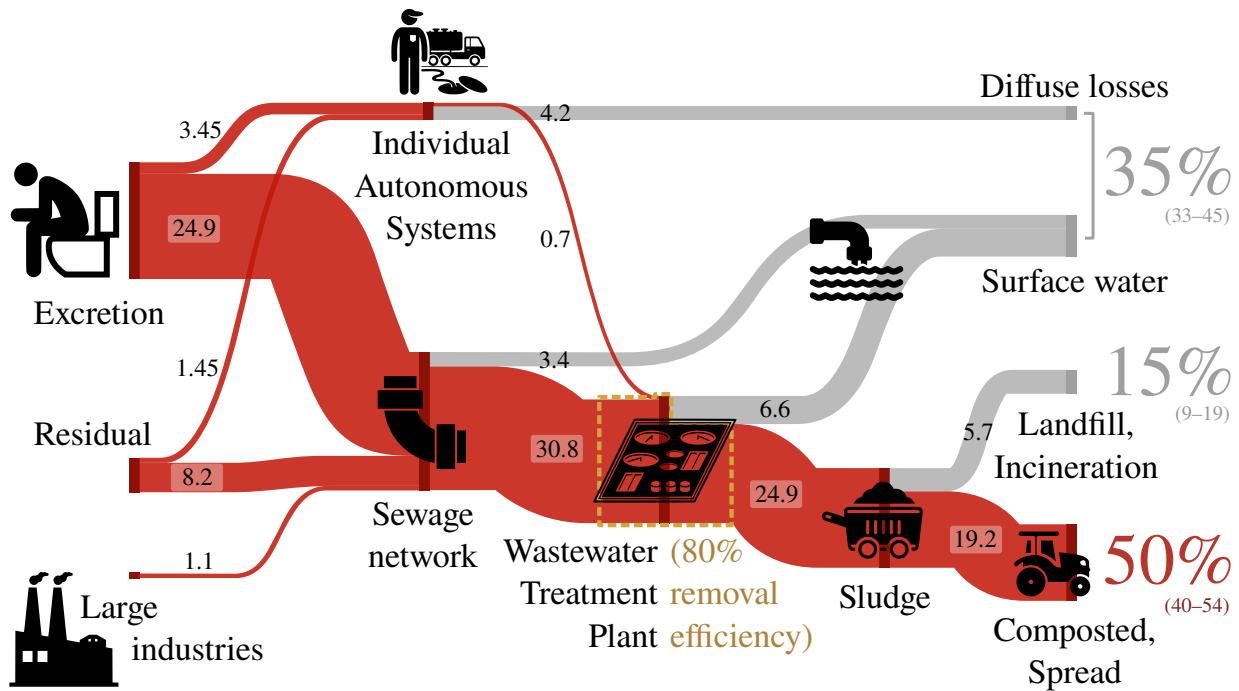 Diffuse losses
4.2
3.45
Individual
Autonomous
Systems
35%
(33–45)
24.9
0.7
Surface water
Excretion
1.45
3.4
15%
(9–19)
6.6
Landfill,
Incineration
5.7
Residual
8.2
30.8
24.9
Sewage
network
19.2
50%
(40–54)
Wastewater (80%
Treatment removal
Plant efficiency)
Sludge
1.1
Large
industries
Composted,
Spread